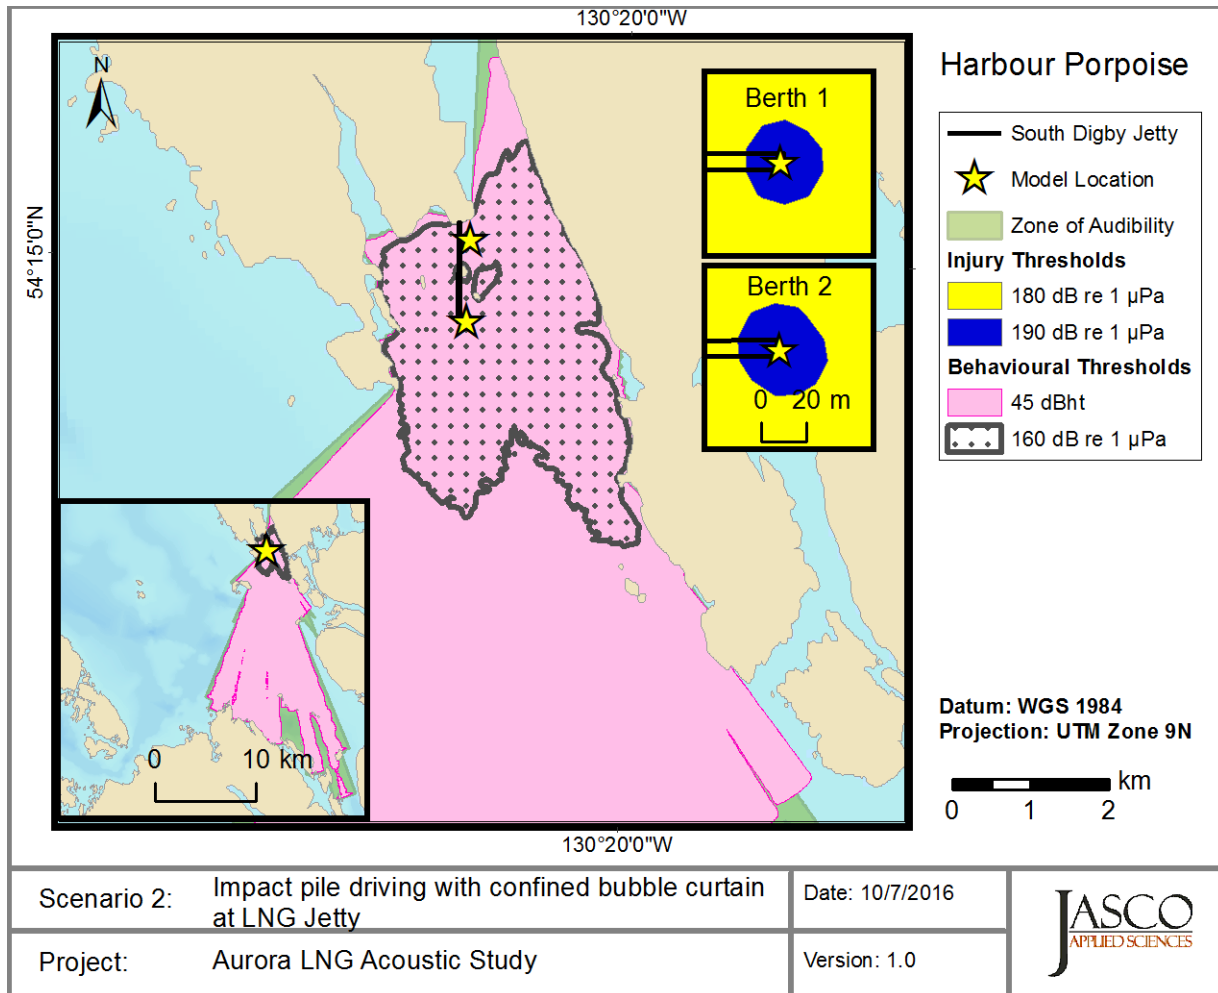 130°20'0"W
Harbour Porpoise
N
Berth 1
South Digby Jetty
Model Location
Zone of Audibility
54°15'0"N
Injury Thresholds
180 dB re 1 µPa
Berth 2
190 dB re 1 µPa
Behavioural Thresholds
0 20 m
45 dBht
160 dB re 1 µPa
Datum: WGS 1984
Projection: UTM Zone 9N
0 10 km
km
0 1 2
130°20'0"W
Scenario 2:
Impact pile driving with confined bubble curtain
at LNG Jetty
Date: 10/7/2016
JASCO
APPLIED SCIENCES
Project:
Aurora LNG Acoustic Study
Version: 1.0